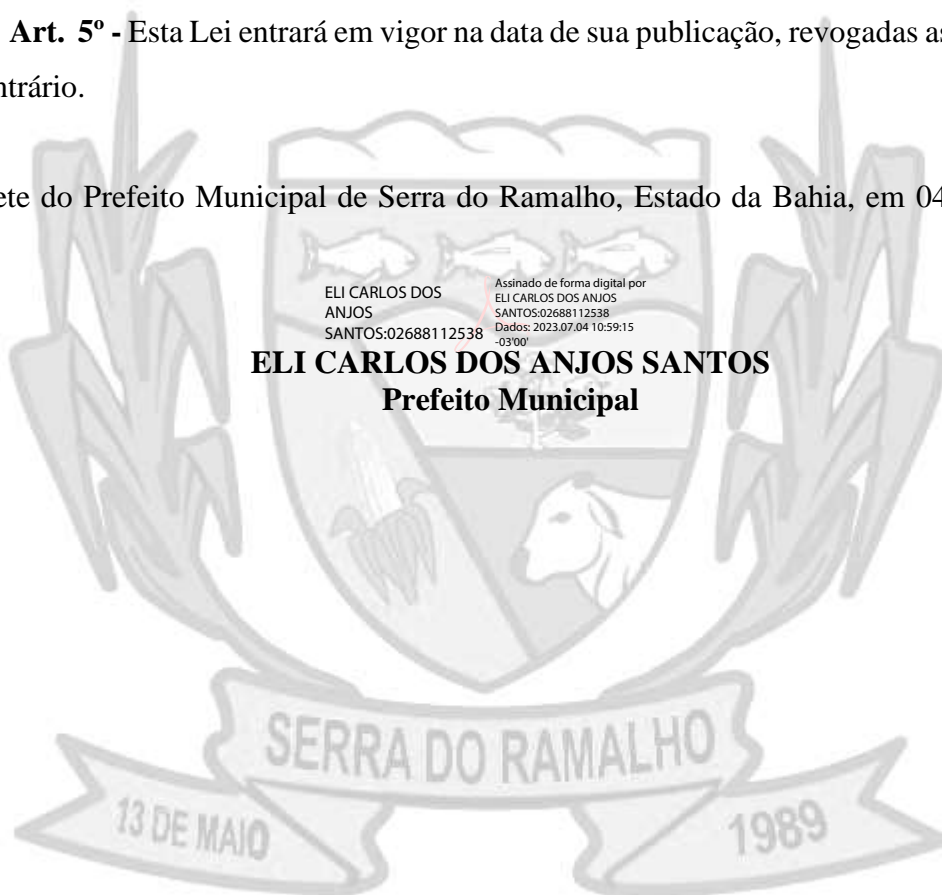 Art. 5º - Esta Lei entrará em vigor na data de sua publicação, revogadas as
ntrário.
ete do Prefeito Municipal de Serra do Ramalho, Estado da Bahia, em 04
ELI CARLOS DOS
ANJOS
SANTOS:02688112538
Assinado de forma digital por
ELI CARLOS DOS ANJOS
SANTOS:02688112538
Dados: 2023.07.04 10:59:15
-03'00'
ELI CARLOS DOS ANJOS SANTOS
Prefeito Municipal
SERRA DO RAMALHO
13 DE MAIO
1989